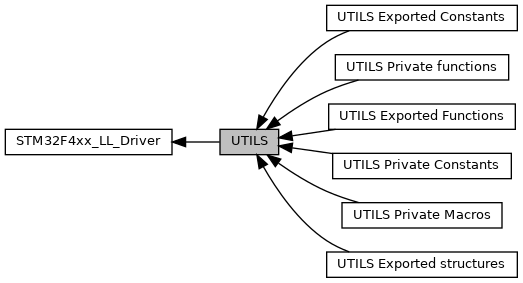 UTILS Exported Constants
UTILS Private functions
UTILS Exported Functions
STM32F4xx_LL_Driver
UTILS
UTILS Private Constants
UTILS Private Macros
UTILS Exported structures